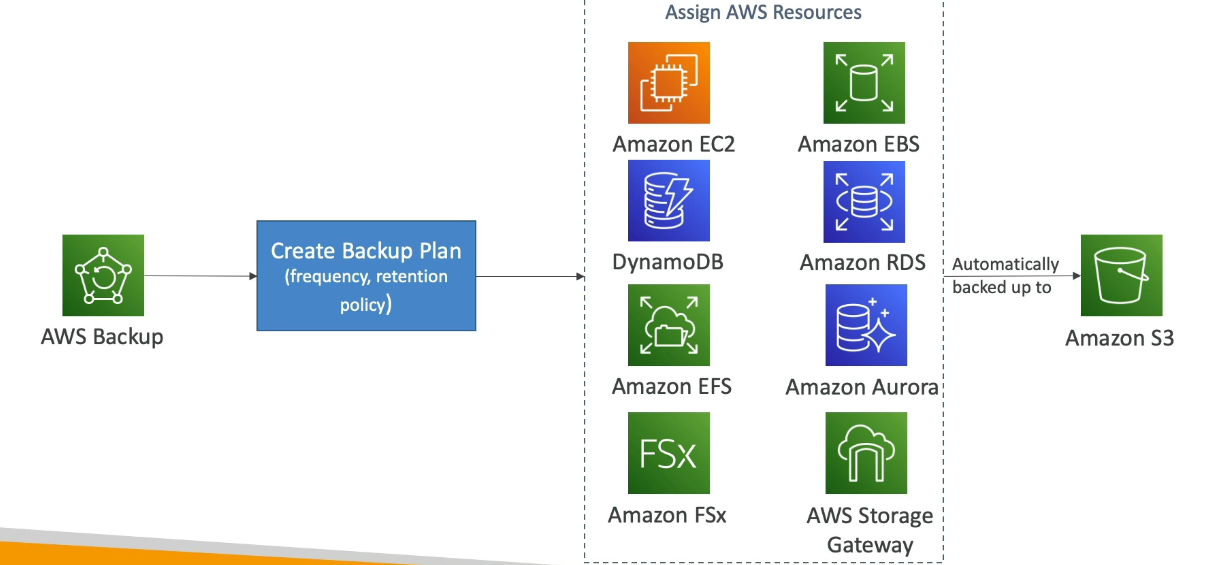 Assign AWS Resources
Amazon EC2
Amazon EBS
DynamoDB
Amazon RDS
AWS Backup
Create Backup Plan
(frequency, retention
policy)
Automatically
backed up to
Amazon S3
Amazon EFS
Amazon Aurora
FSx
Amazon FSx
AWS Storage
Gateway